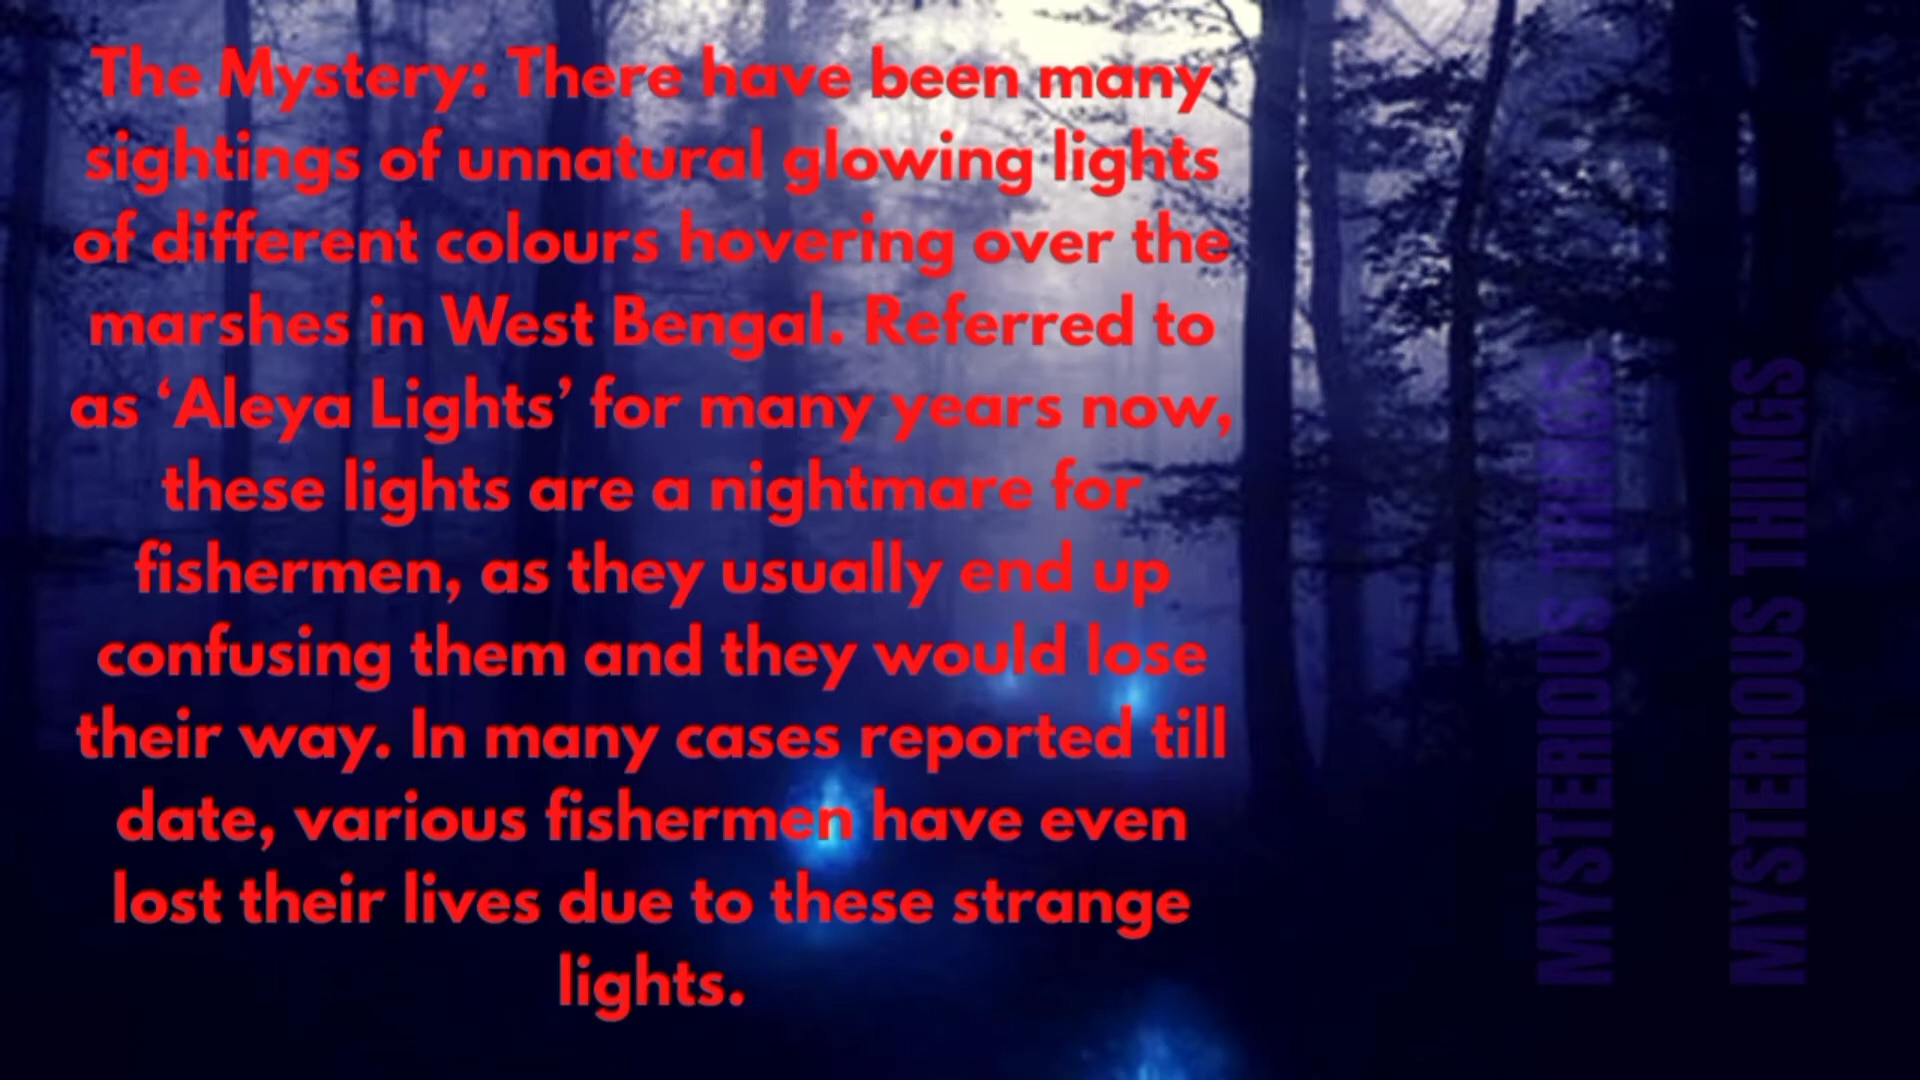 The Mystery: There have been many
sightings of unnatural glowing lights
of different colours hovering over the
marshes in West Bengal. Referred to
as ‘Aleya Lights’ for many years now,
these lights are a nightmare for
fishermen, as they usually end up
confusing them and they would lose
their way. In many cases reported till
date, various fishermen have even
lost their lives due to these strange
lights.
MYSTERIOUS THINGS
MYSTERIOUS THINGS